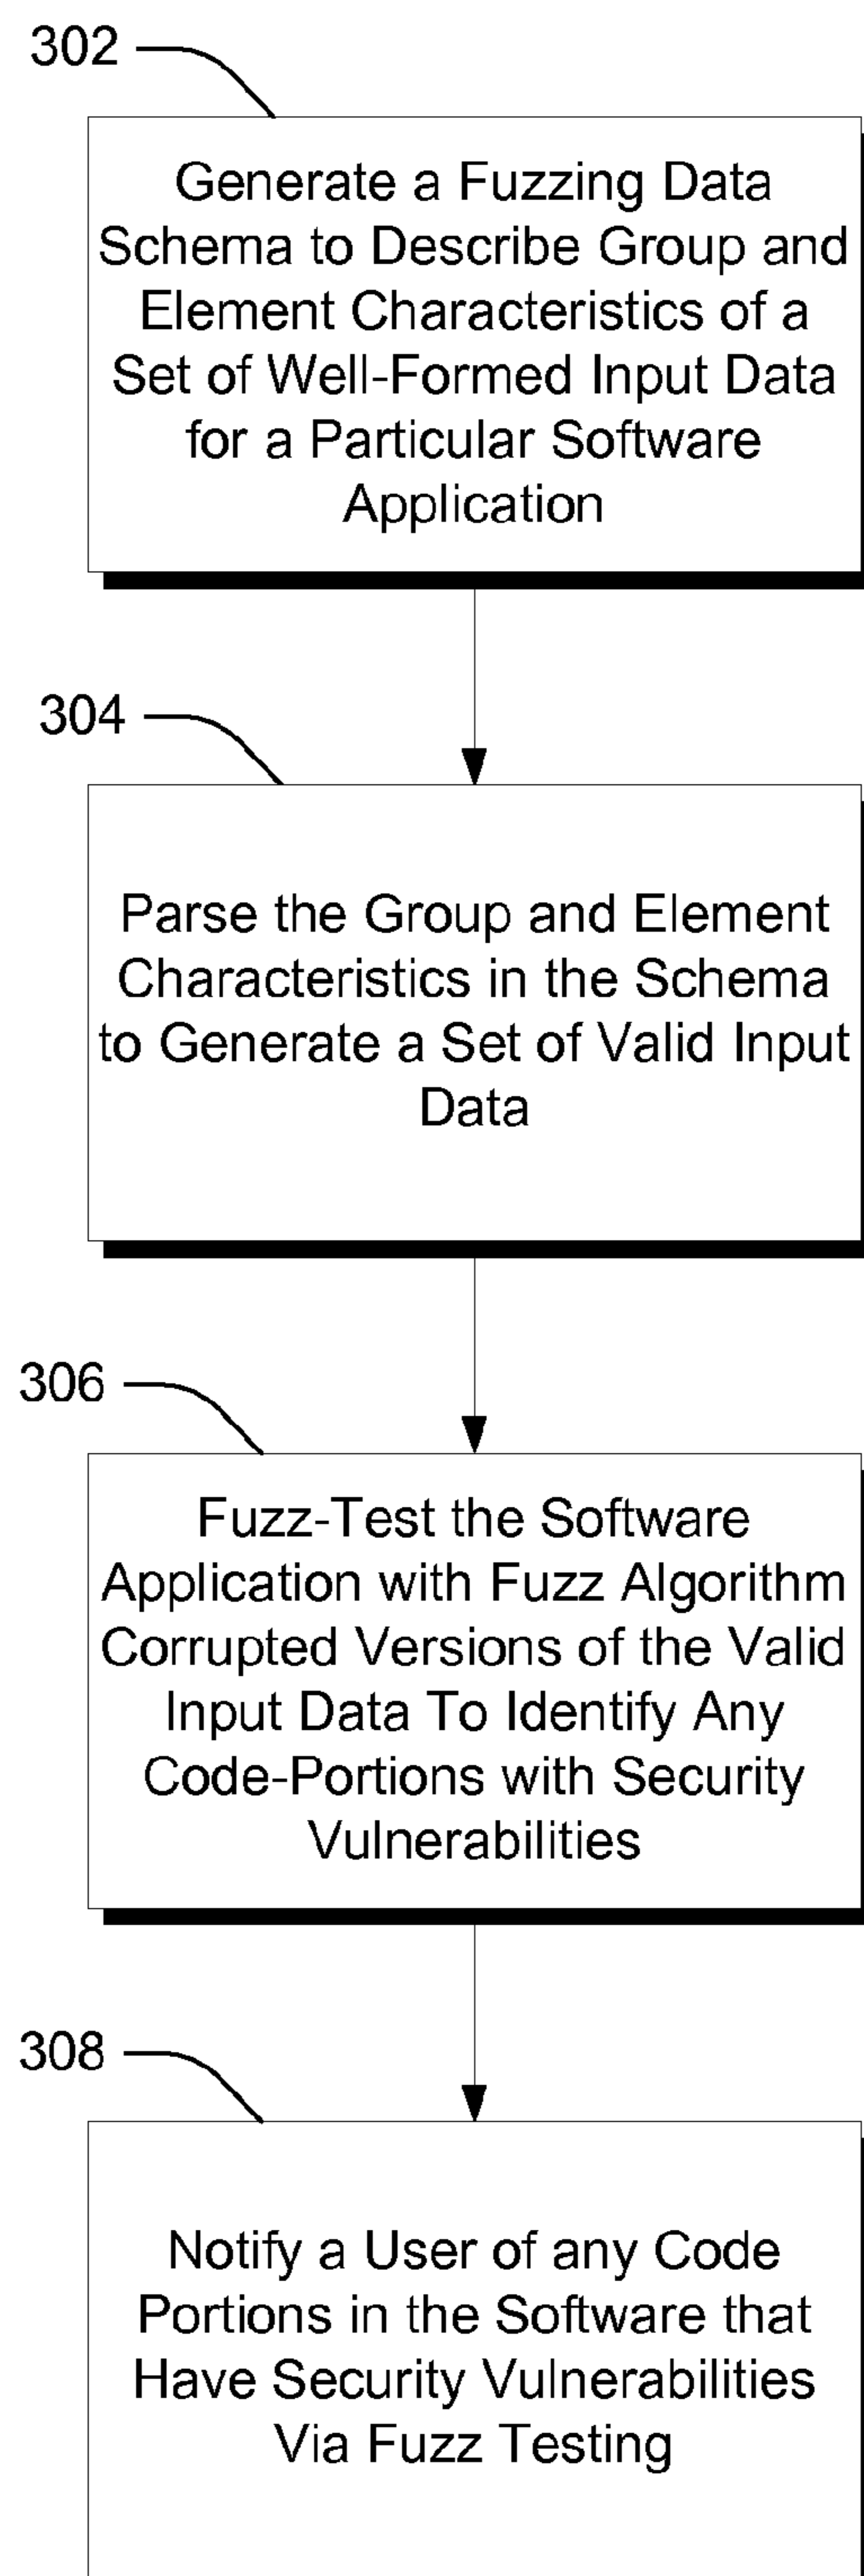 302
Generate a Fuzzing Data
Schema to Describe Group and
Element Characteristics of a
Set of Well-Formed Input Data
for a Particular Software
Application
304
Parse the Group and Element
Characteristics in the Schema
to Generate a Set of Valid Input
Data
306
Fuzz-Test the Software
Application with Fuzz Algorithm
Corrupted Versions of the Valid
Input Data To Identify Any
Code-Portions with Security
Vulnerabilities
308
Notify a User of any Code
Portions in the Software that
Have Security Vulnerabilities
Via Fuzz Testing